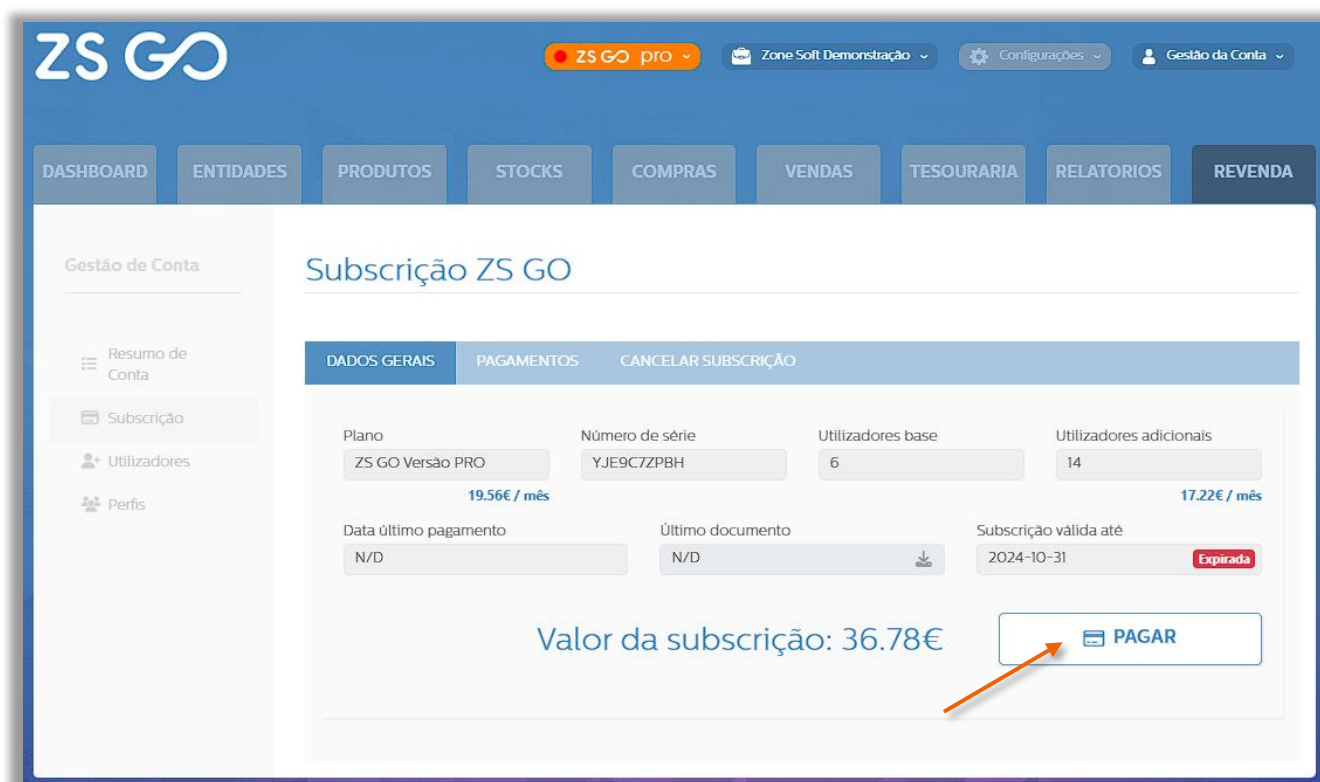 ZS GO
ZS GO pro
Zone Soft Demonstração
Configurações
Gestão da Conta
DASHBOARD
ENTIDADES
PRODUTOS
STOCKS
COMPRAS
VENDAS
TESOURARIA
RELATORIOS
REVENDA
Gestão de Conta
Resumo de
Conta
Subscrição
Utilizadores
Perfis
Subscrição ZS GO
DADOS GERAIS
PAGAMENTOS
CANCELAR SUBSCRIÇÃO
Plano
Número de série
Utilizadores base
Utilizadores adicionais
ZS GO Versão PRO
YJE9C7ZPBH
6
14
19.56€ / mês
17.22€ / mês
Data último pagamento
Último documento
Subscrição válida até
N/D
N/D
2024-10-31
Expirada
Valor da subscrição: 36.78€
PAGAR